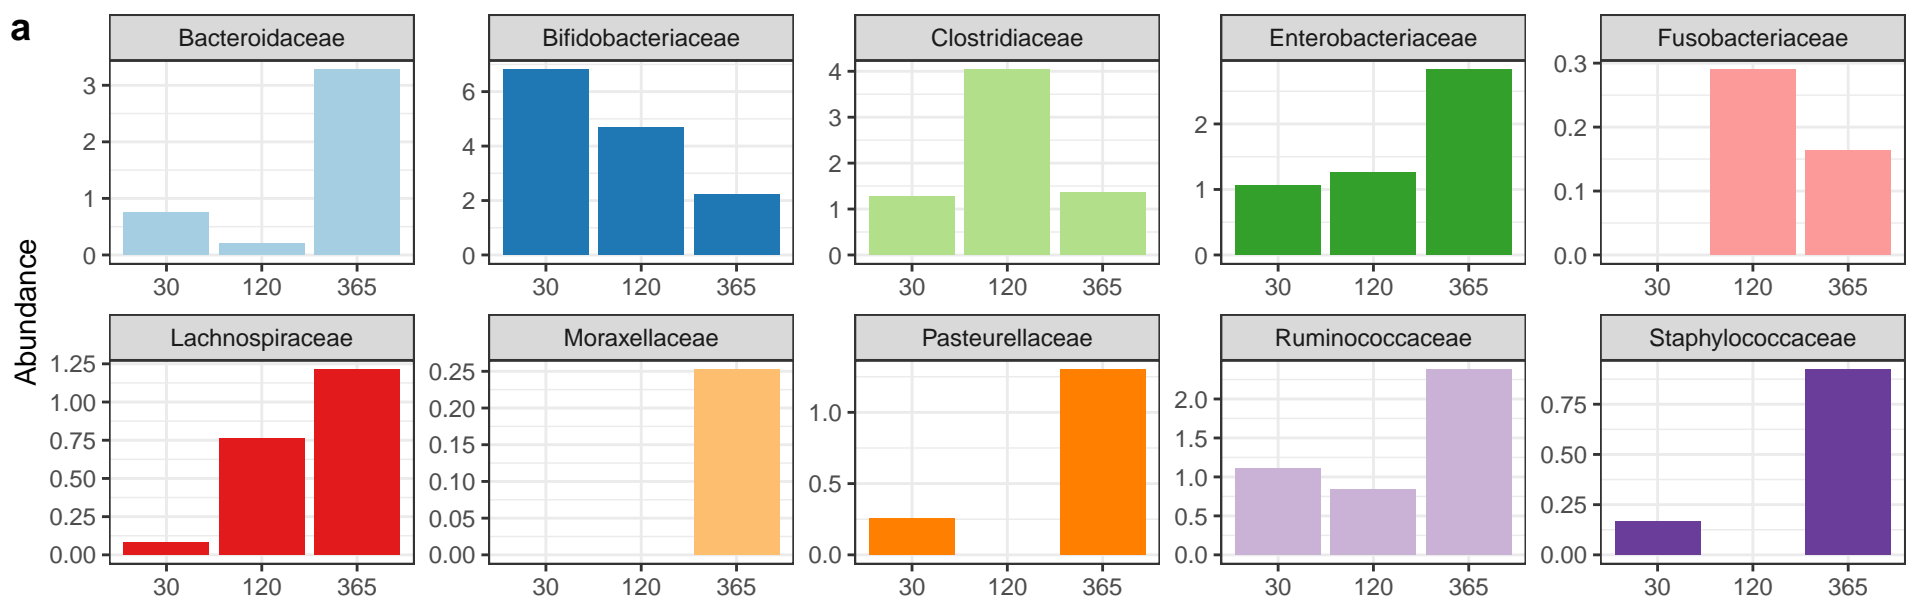 a
Abundance
Bacteroidaceae
3
2
1
0
30 120 365
Bifidobacteriaceae
6
4
2
0
30 120 365
Clostridiaceae
4
3
2
1
0
30 120 365
Enterobacteriaceae
2
1
0
30 120 365
Fusobacteriaceae
0.3
0.2
0.1
0.0
30 120 365
Lachnospiraceae
1.25
1.00
0.75
0.50
0.25
0.00
30 120 365
Moraxellaceae
0.25
0.20
0.15
0.10
0.05
0.00
30 120 365
Pasteurellaceae
1.0
0.5
0.0
30 120 365
Ruminococcaceae
2.0
1.5
1.0
0.5
0.0
30 120 365
Staphylococcaceae
0.75
0.50
0.25
0.00
30 120 365